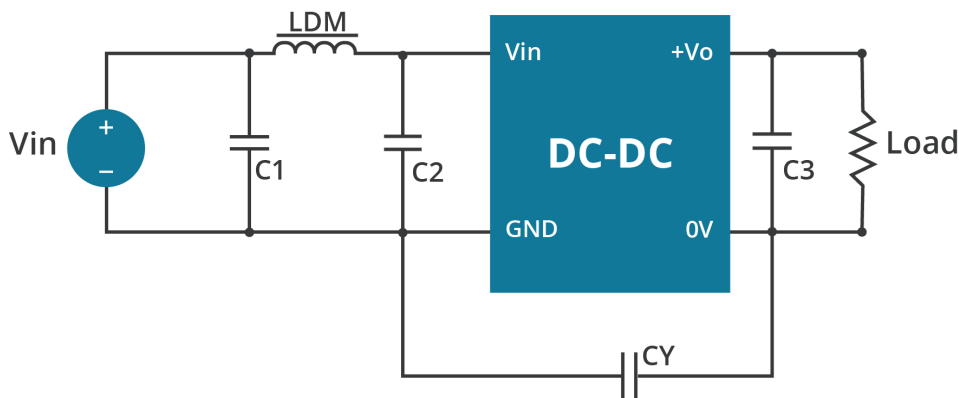 LDM
Vin
+
−
C1
C2
Vin
+Vo
DC-DC
GND
0V
C3
Load
CY